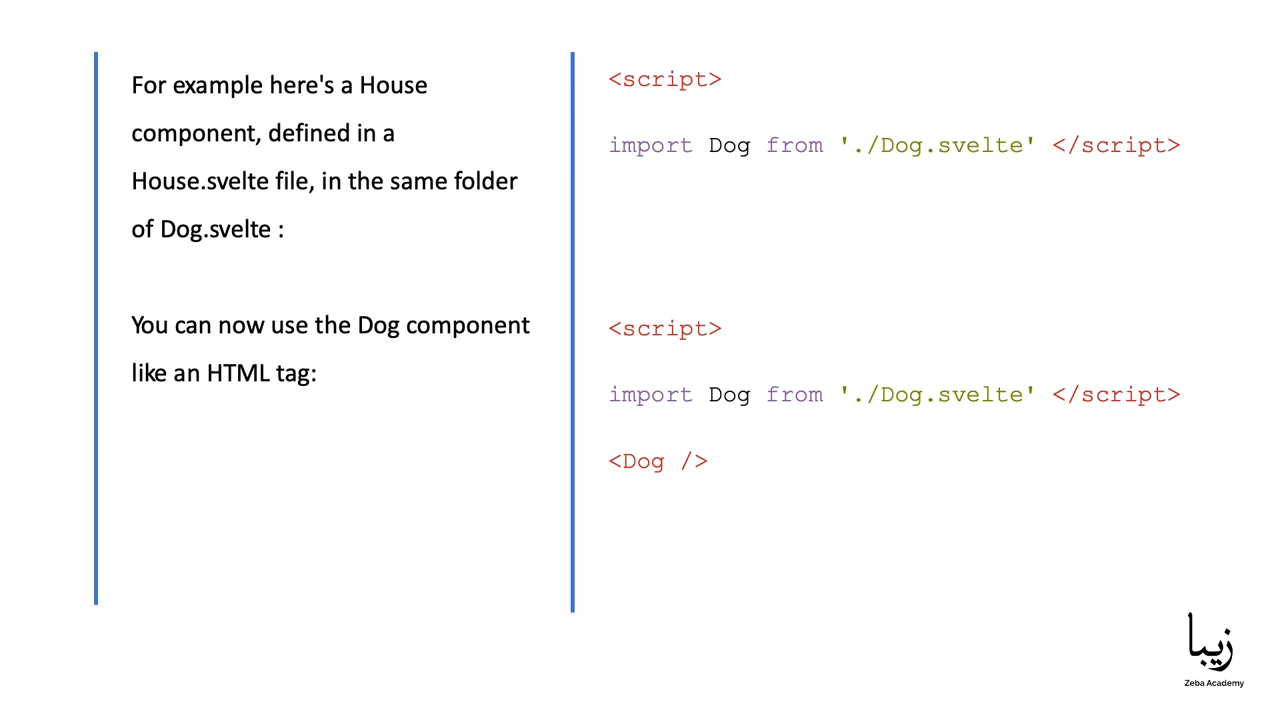 For example here's a House
component, defined in a
House.svelte file, in the same folder
of Dog.svelte :
You can now use the Dog component
like an HTML tag:
<script>
import Dog from './Dog.svelte' </script>
<script>
import Dog from './Dog.svelte' </script>
<Dog />
زیبا
Zeba Academy